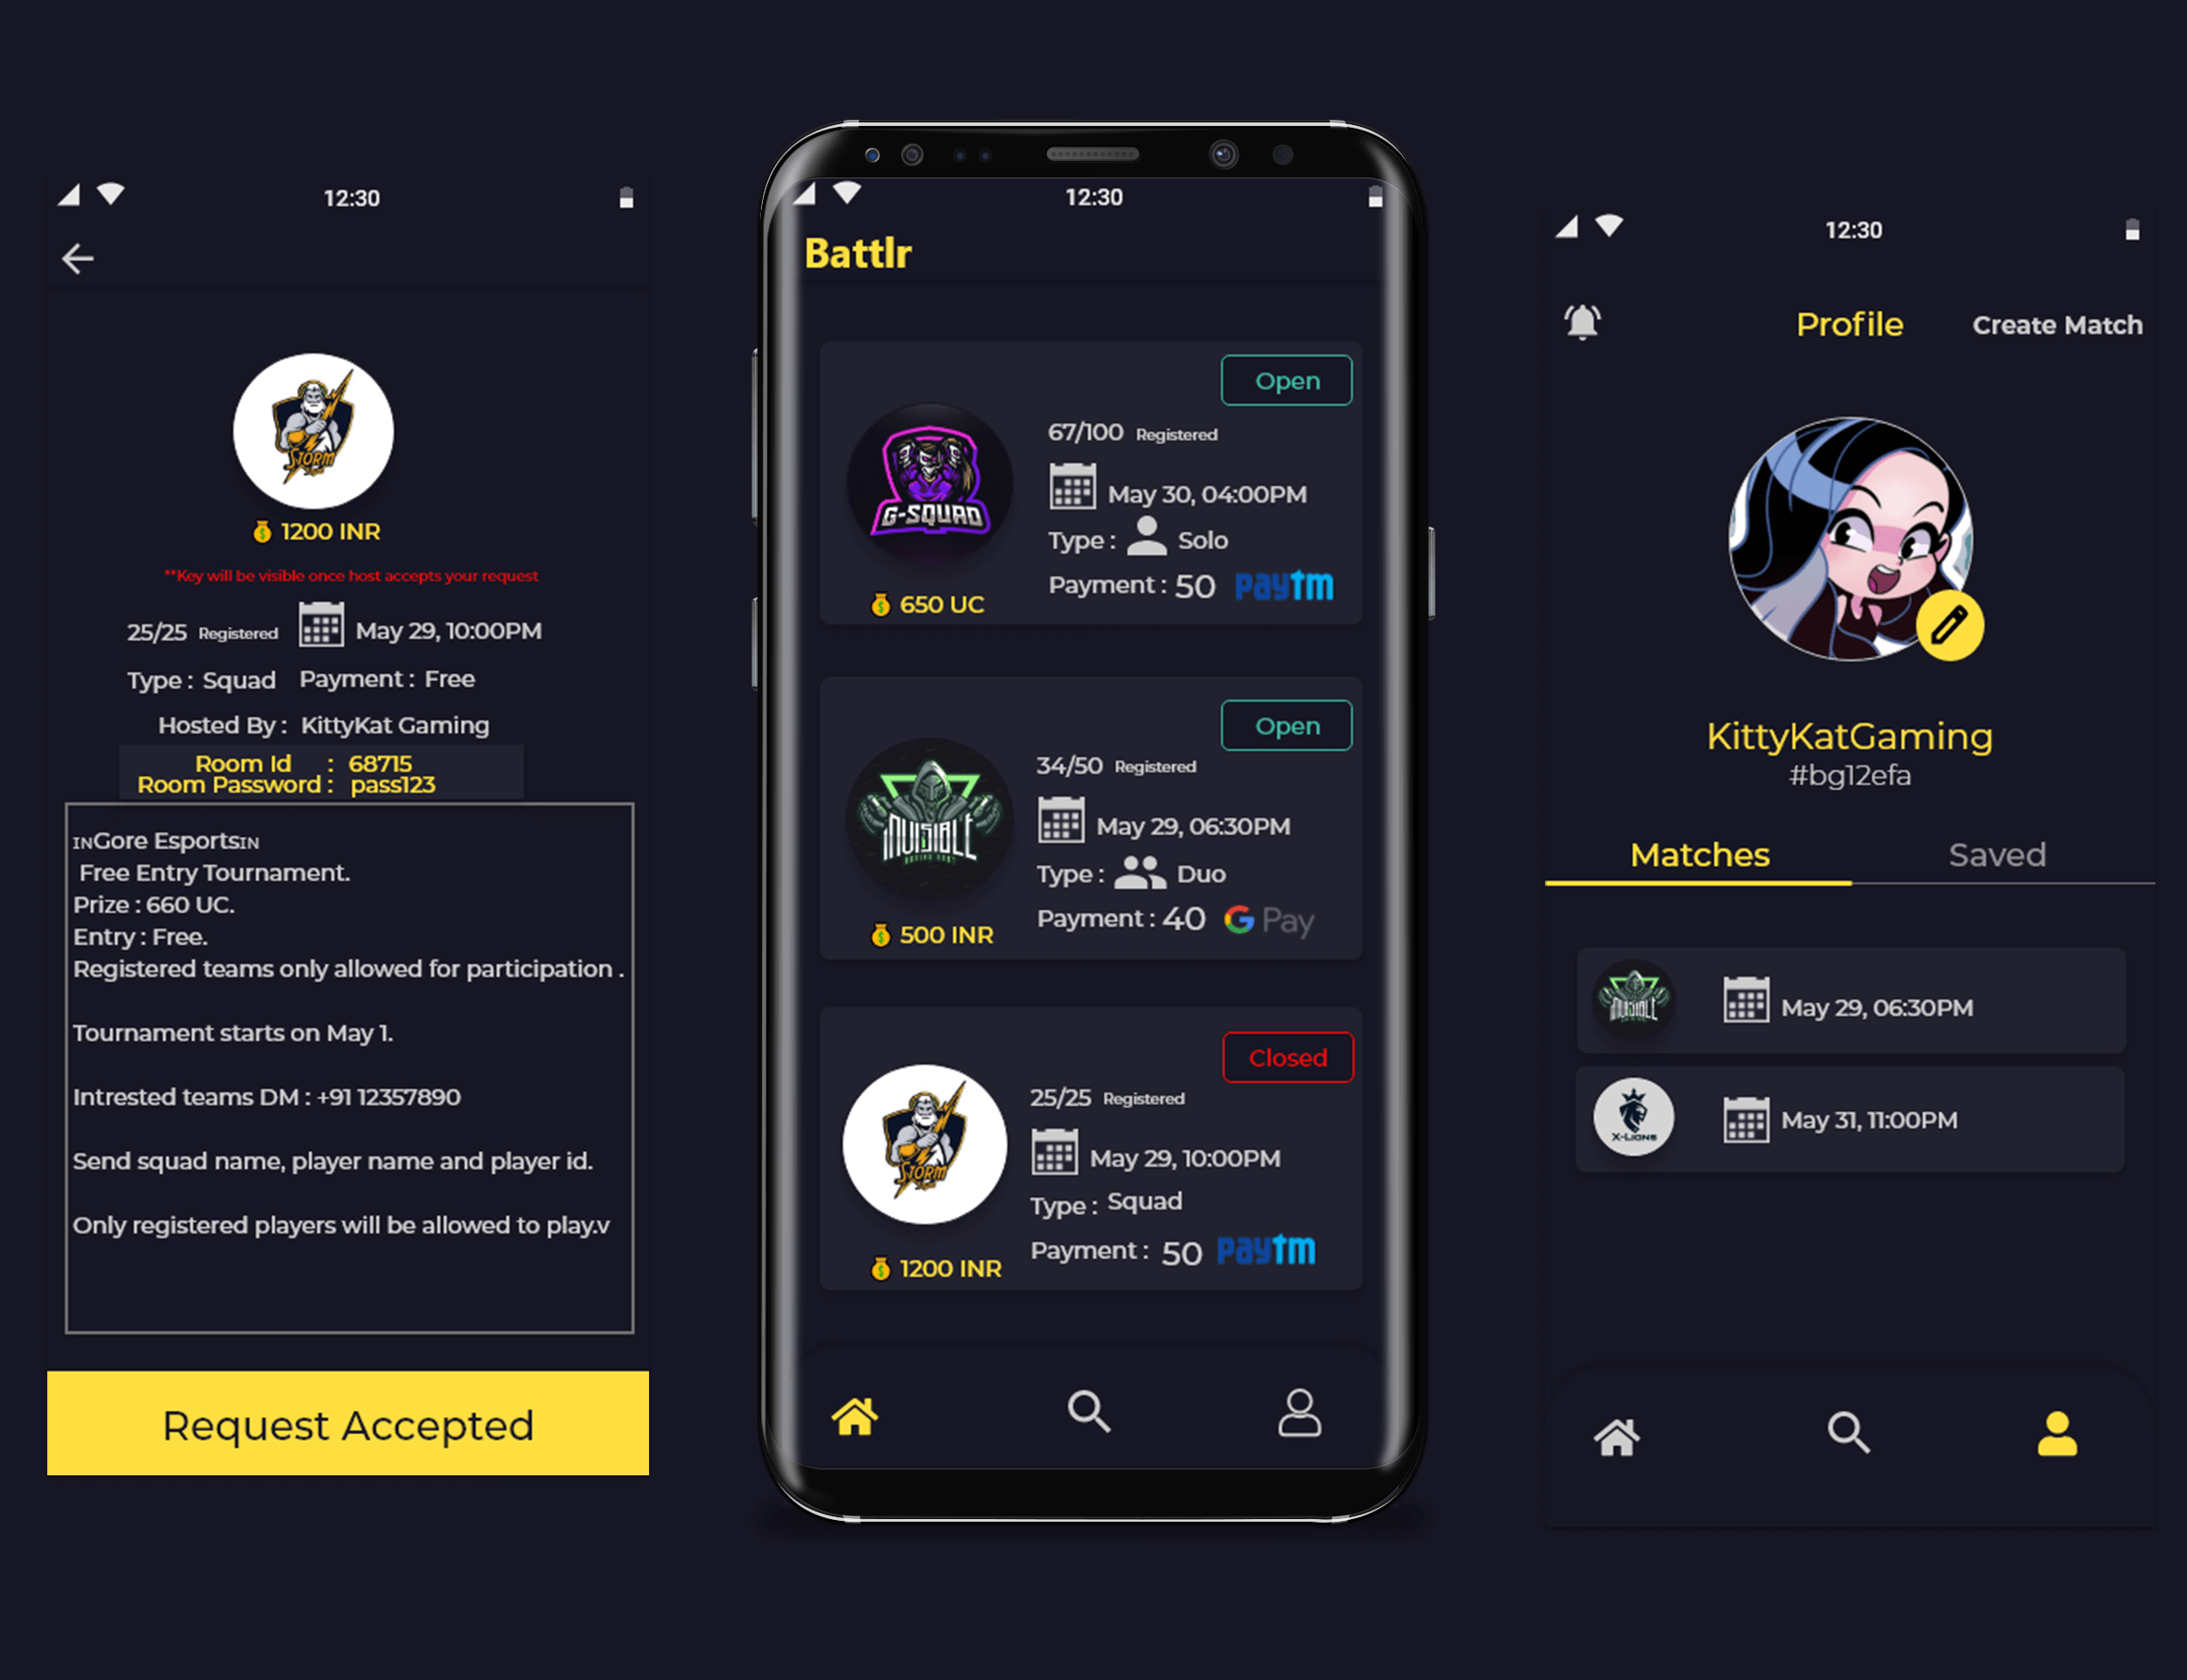 12:30
STORM
1200 INR
**Key will be visible once host accepts your request
25/25 Registered May 29, 10:00PM
Type : Squad Payment : Free
Hosted By : KittyKat Gaming
Room Id : 68715
Room Password : pass123
INGore EsportsIN
Free Entry Tournament.
Prize : 660 UC.
Entry : Free.
Registered teams only allowed for participation .
Tournament starts on May 1.
Intrested teams DM : +91 12357890
Send squad name, player name and player id.
Only registered players will be allowed to play.v
Request Accepted
12:30
Battlr
Open
67/100 Registered
G-SQUAD
May 30, 04:00PM
Type : Solo
Payment : 50 paytm
650 UC
Open
34/50 Registered
INVISIBLE
May 29, 06:30PM
Type : Duo
Payment : 40 G Pay
500 INR
Closed
25/25 Registered
STORM
May 29, 10:00PM
Type : Squad
Payment : 50 paytm
1200 INR
12:30
Profile Create Match
KittyKatGaming
#bg12efa
Matches Saved
INVISIBLE
May 29, 06:30PM
X-LIONS
May 31, 11:00PM